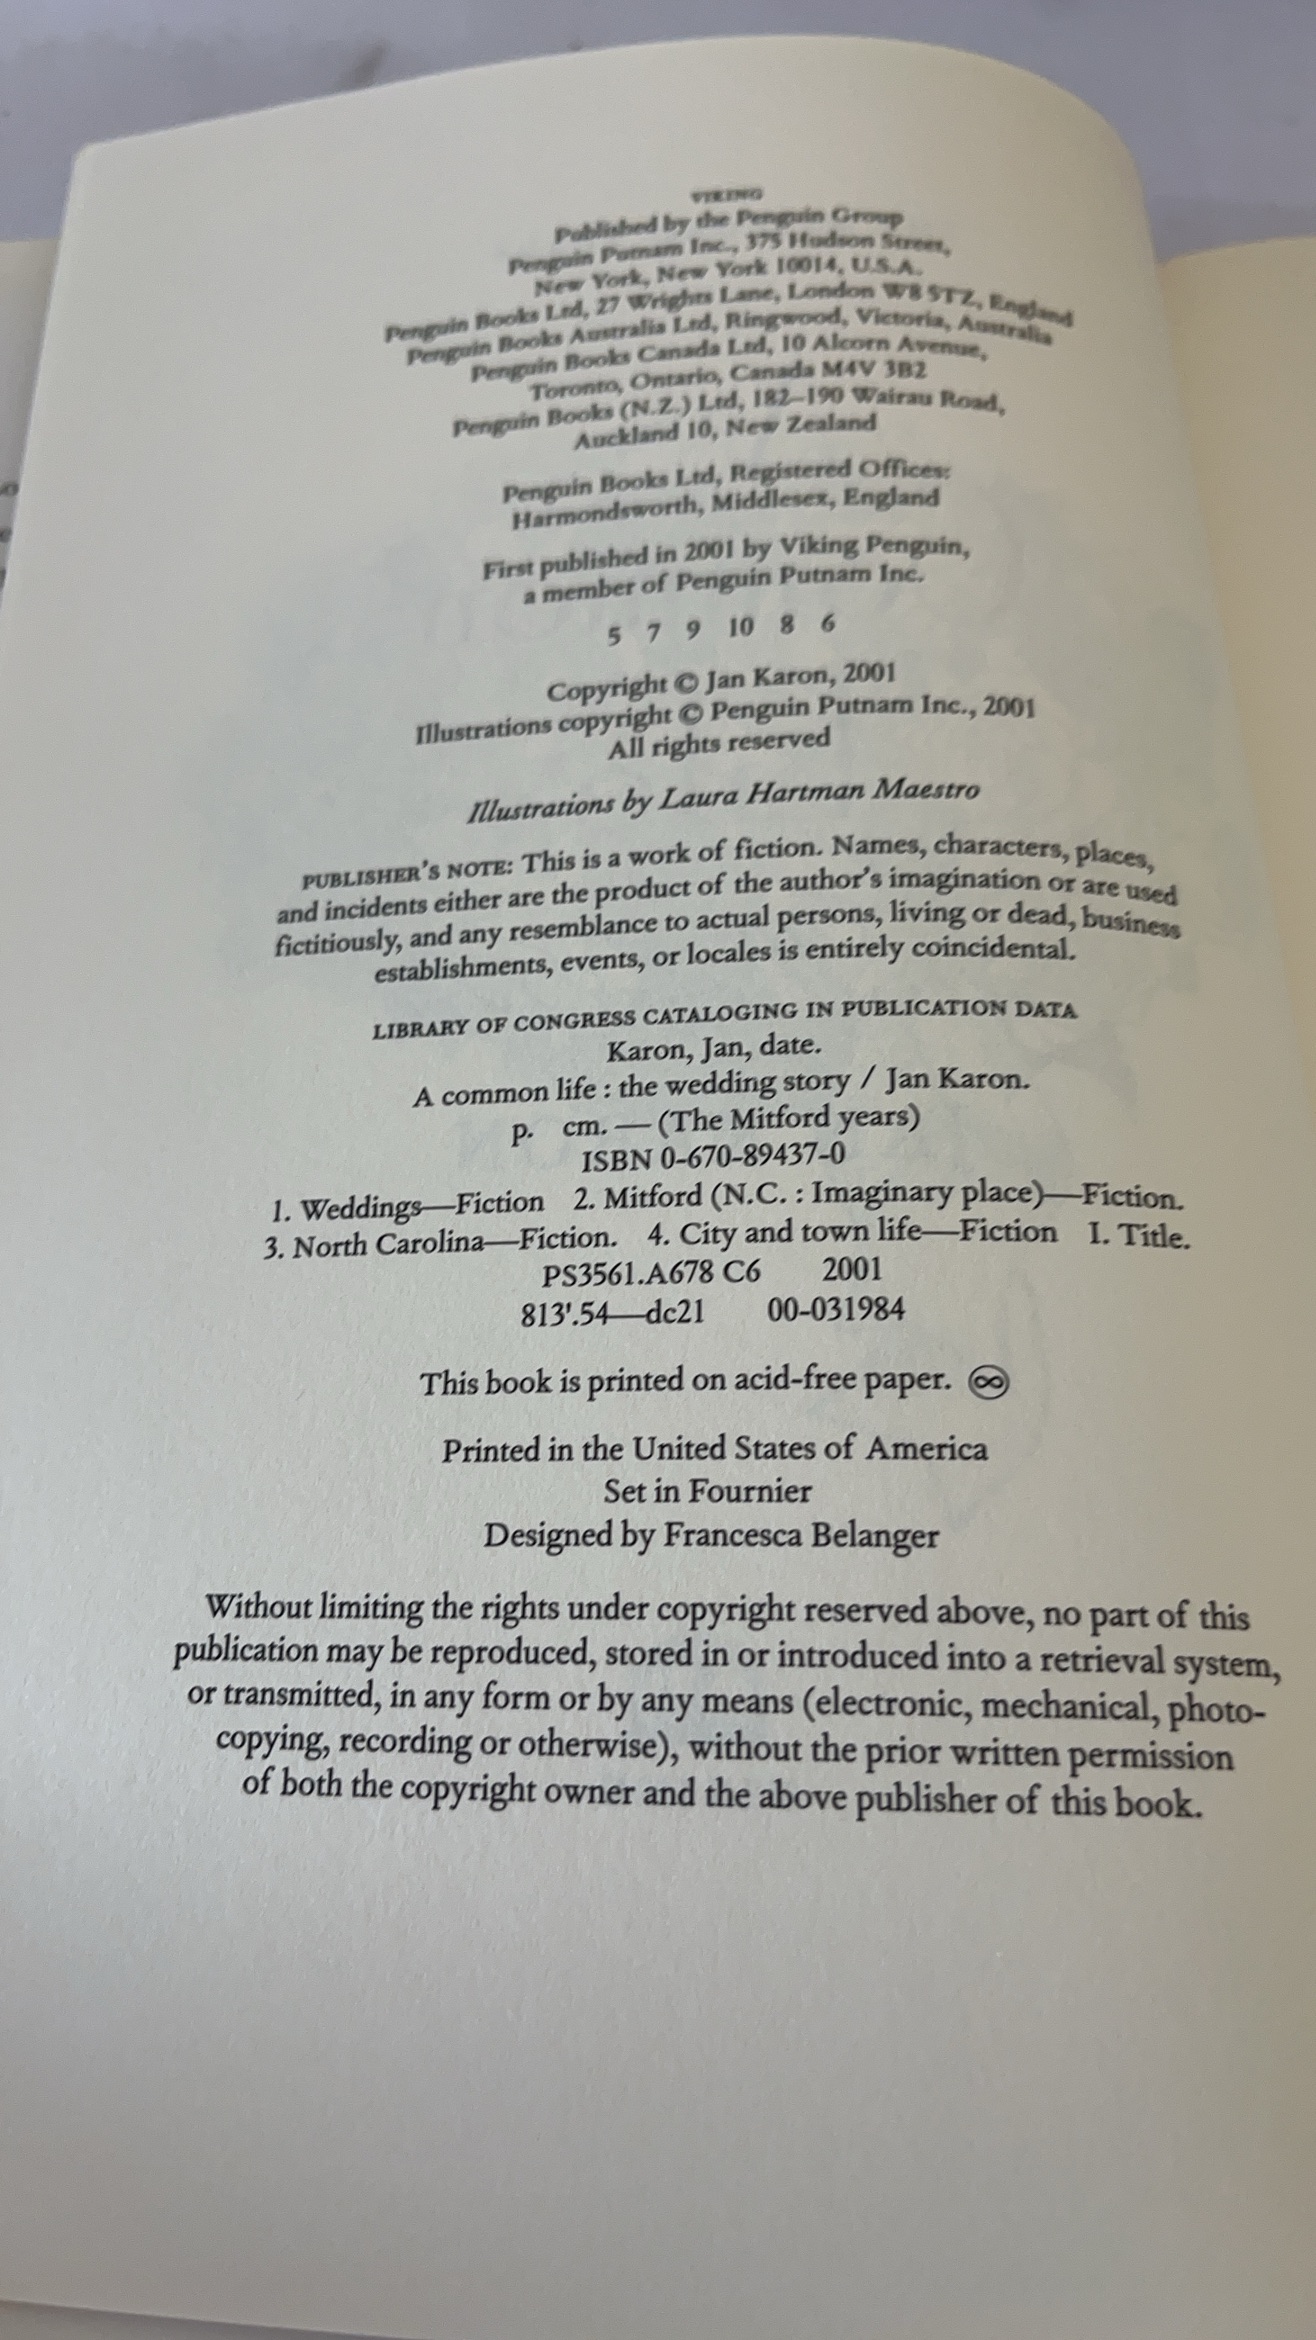 VIKING
Published by the Penguin Group
Penguin Putnam Inc., 375 Hudson Street,
New York, New York 10014, U.S.A.
Penguin Books Ltd, 27 Wrights Lane, London W8 5TZ, England
Penguin Books Australia Ltd, Ringwood, Victoria, Australia
Penguin Books Canada Ltd, 10 Alcorn Avenue,
Toronto, Ontario, Canada M4V 3B2
Penguin Books (N.Z.) Ltd, 182–190 Wairau Road,
Auckland 10, New Zealand
Penguin Books Ltd, Registered Offices:
Harmondsworth, Middlesex, England
First published in 2001 by Viking Penguin,
a member of Penguin Putnam Inc.
5 7 9 10 8 6
Copyright © Jan Karon, 2001
Illustrations copyright © Penguin Putnam Inc., 2001
All rights reserved
Illustrations by Laura Hartman Maestro
PUBLISHER'S NOTE: This is a work of fiction. Names, characters, places,
and incidents either are the product of the author's imagination or are used
fictitiously, and any resemblance to actual persons, living or dead, business
establishments, events, or locales is entirely coincidental.
LIBRARY OF CONGRESS CATALOGING IN PUBLICATION DATA
Karon, Jan, date.
A common life : the wedding story / Jan Karon.
p. cm. — (The Mitford years)
ISBN 0-670-89437-0
1. Weddings—Fiction 2. Mitford (N.C. : Imaginary place)—Fiction.
3. North Carolina—Fiction. 4. City and town life—Fiction I. Title.
PS3561.A678 C6 2001
813'.54—dc21 00-031984
This book is printed on acid-free paper. ♾
Printed in the United States of America
Set in Fournier
Designed by Francesca Belanger
Without limiting the rights under copyright reserved above, no part of this
publication may be reproduced, stored in or introduced into a retrieval system,
or transmitted, in any form or by any means (electronic, mechanical, photo-
copying, recording or otherwise), without the prior written permission
of both the copyright owner and the above publisher of this book.